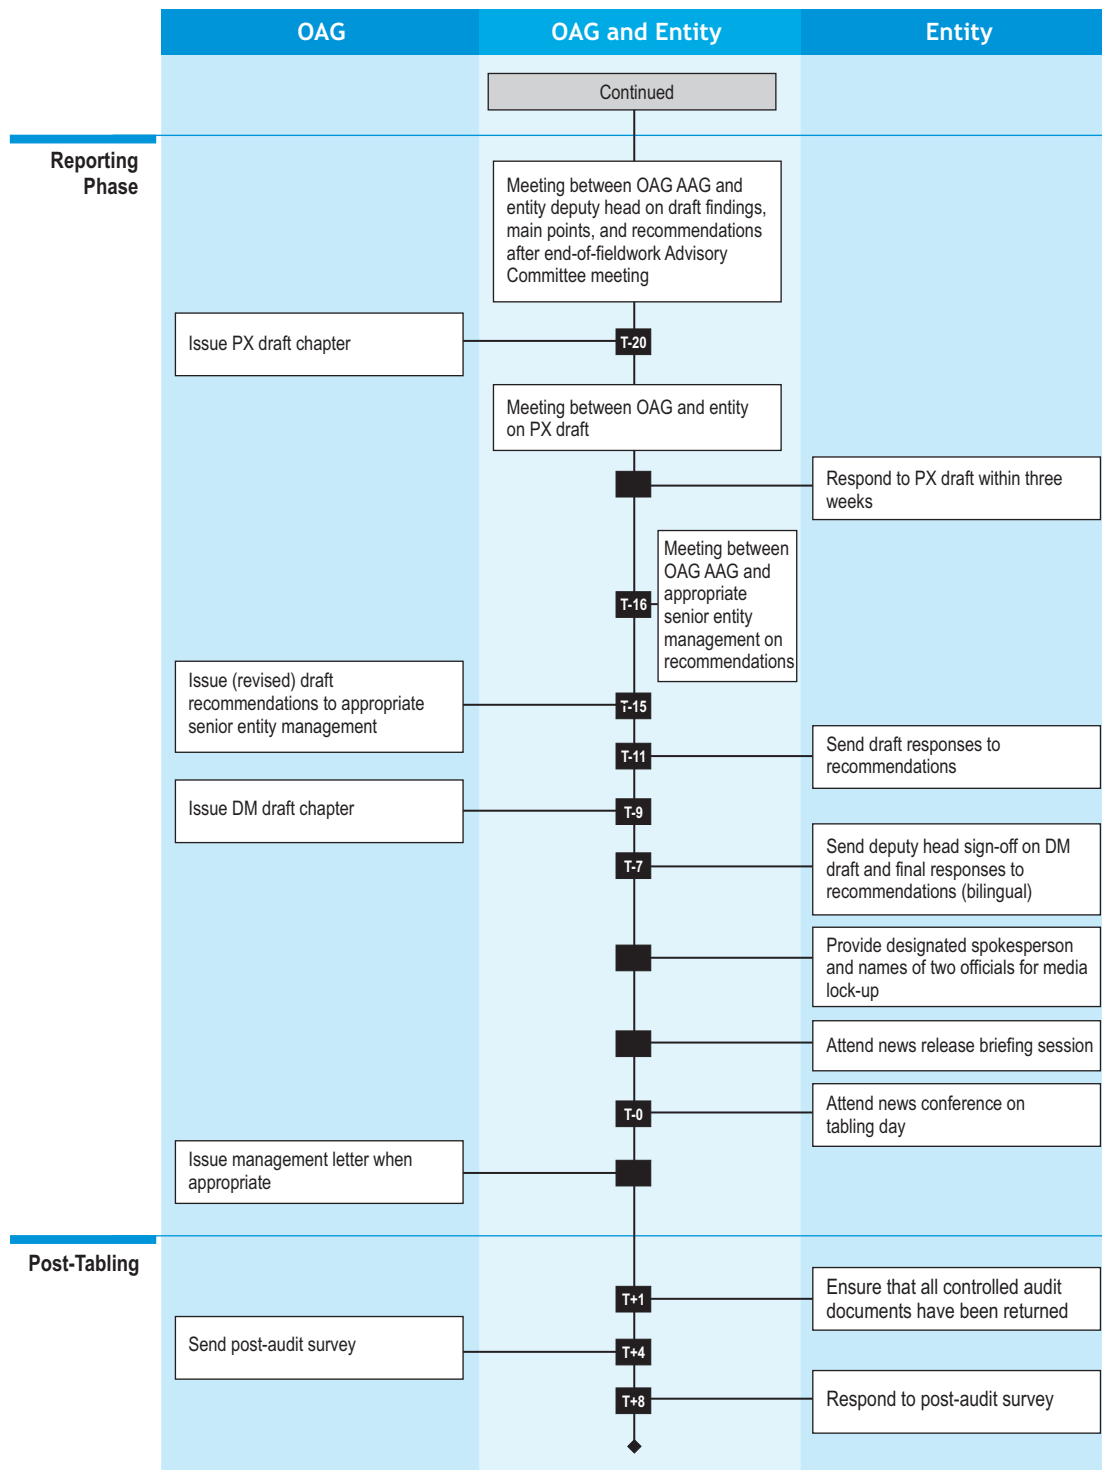 OAG
OAG and Entity
Entity
Continued
Reporting
Phase
Meeting between OAG AAG and
entity deputy head on draft findings,
main points, and recommendations
after end-of-fieldwork Advisory
Committee meeting
Issue PX draft chapter
T-20
Meeting between OAG and entity
on PX draft
Respond to PX draft within three
weeks
Meeting between
OAG AAG and
appropriate
senior entity
management on
recommendations
T-16
Issue (revised) draft
recommendations to appropriate
senior entity management
T-15
T-11
Send draft responses to
recommendations
Issue DM draft chapter
T-9
T-7
Send deputy head sign-off on DM
draft and final responses to
recommendations (bilingual)
Provide designated spokesperson
and names of two officials for media
lock-up
Attend news release briefing session
T-0
Attend news conference on
tabling day
Issue management letter when
appropriate
Post-Tabling
T+1
Ensure that all controlled audit
documents have been returned
Send post-audit survey
T+4
T+8
Respond to post-audit survey